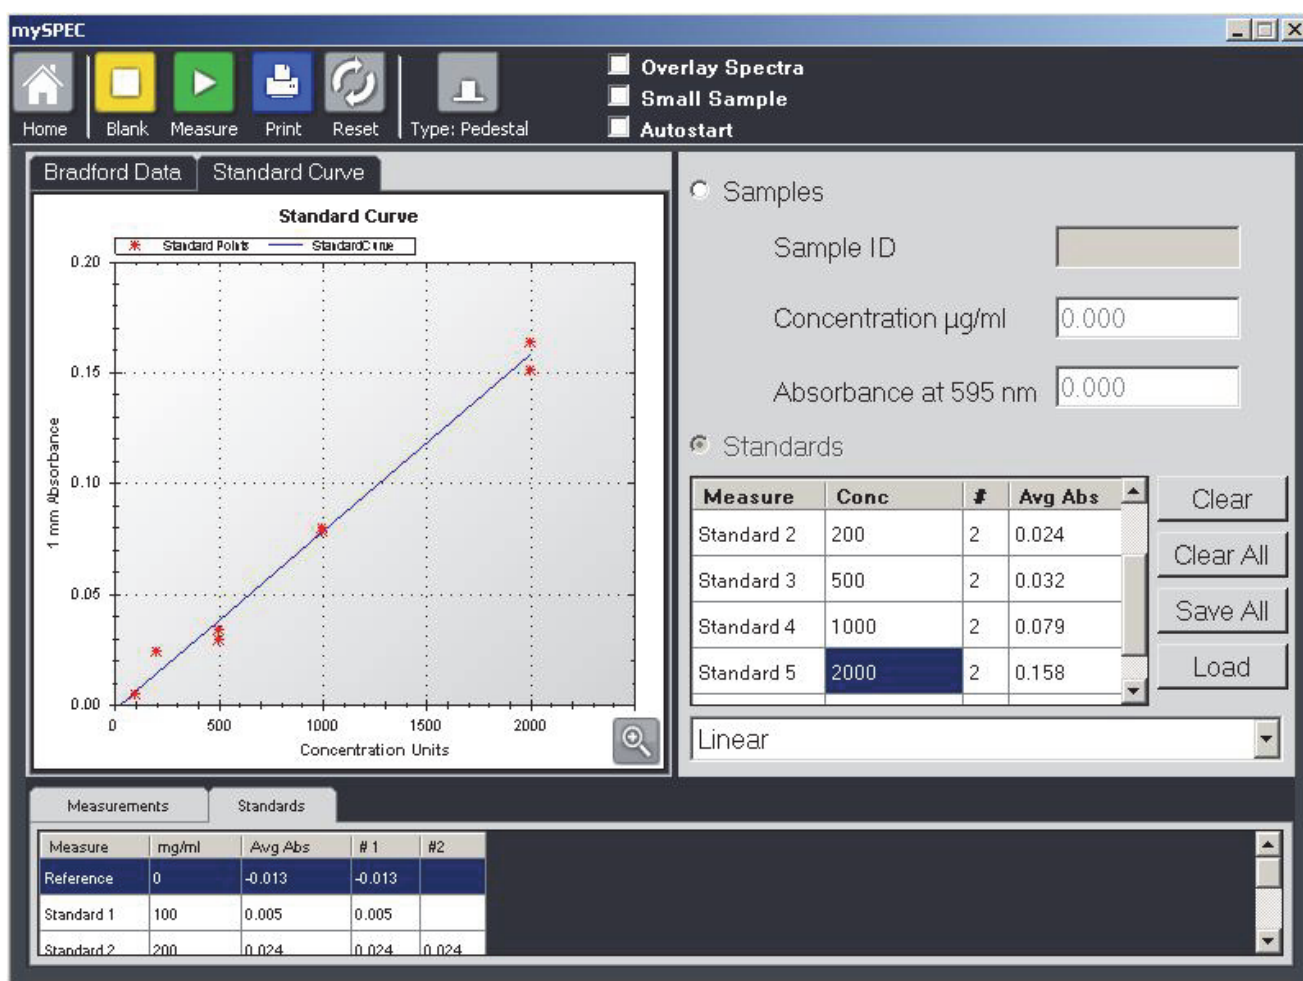 mySPEC
Home Blank Measure Print Reset Type: Pedestal
Overlay Spectra
Small Sample
Autostart
Bradford Data Standard Curve
Standard Curve
Standard Points StandardCurve
0.20
0.15
0.10
0.05
0.00
1 mm Absorbance
0 500 1000 1500 2000
Concentration Units
Samples
Sample ID
Concentration µg/ml 0.000
Absorbance at 595 nm 0.000
Standards
Measure Conc # Avg Abs
Standard 2 200 2 0.024
Standard 3 500 2 0.032
Standard 4 1000 2 0.079
Standard 5 2000 2 0.158
Clear
Clear All
Save All
Load
Linear
Measurements Standards
Measure mg/ml Avg Abs # 1 #2
Reference 0 -0.013 -0.013
Standard 1 100 0.005 0.005
Standard 2 200 0.024 0.024 0.024